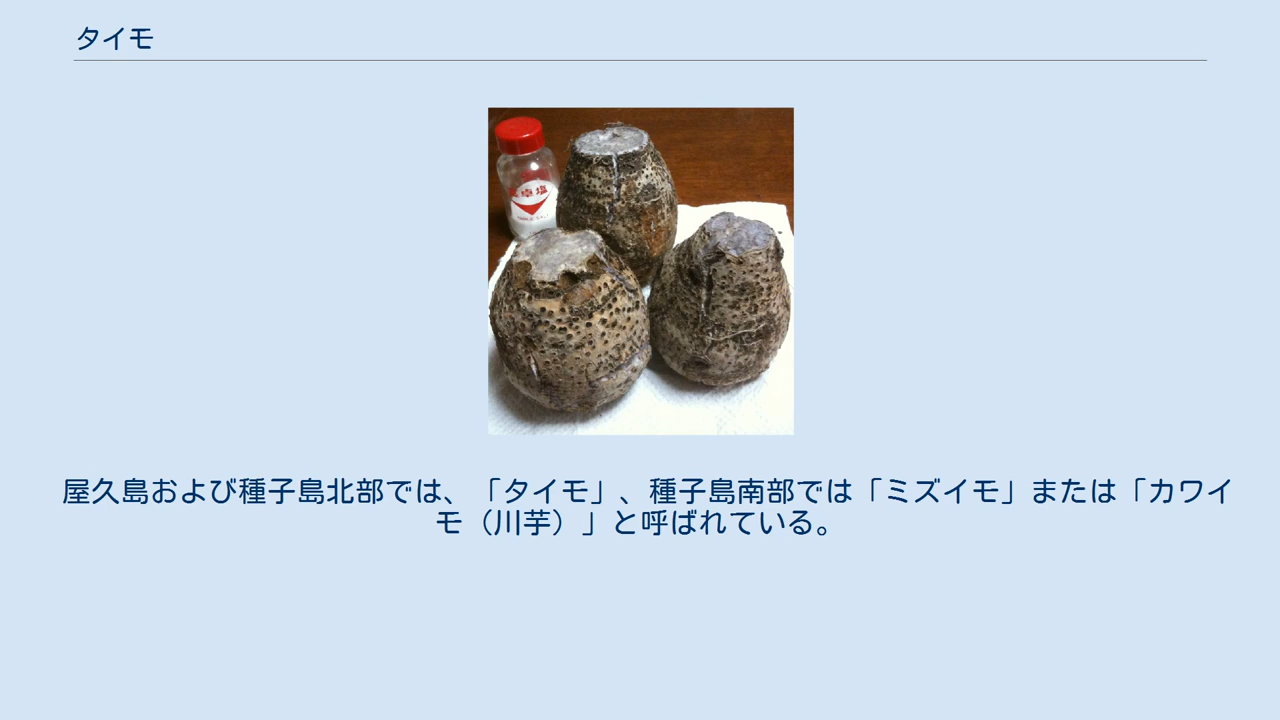 タイモ
卓塩
屋久島および種子島北部では、「タイモ」、種子島南部では「ミズイモ」または「カワイ
モ（川芋）」と呼ばれている。